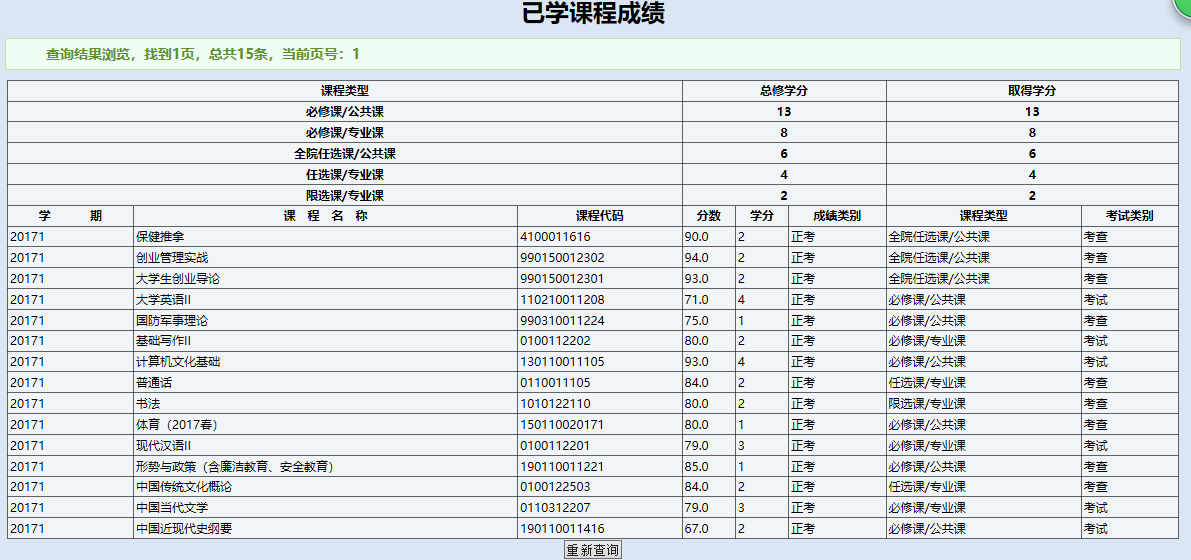 已学课程成绩
查询结果浏览，找到1页，总共15条，当前页号：1
课程类型 总修学分 取得学分
必修课/公共课 13 13
必修课/专业课 8 8
全院任选课/公共课 6 6
任选课/专业课 4 4
限选课/专业课 2 2
学 期 课 程 名 称 课程代码 分数 学分 成绩类别 课程类型 考试类别
20171 保健推拿 4100011616 90.0 2 正考 全院任选课/公共课 考查
20171 创业管理实战 990150012302 94.0 2 正考 全院任选课/公共课 考查
20171 大学生创业导论 990150012301 93.0 2 正考 全院任选课/公共课 考查
20171 大学英语II 110210011208 71.0 4 正考 必修课/公共课 考试
20171 国防军事理论 990310011224 75.0 1 正考 必修课/公共课 考查
20171 基础写作II 0100112202 80.0 2 正考 必修课/专业课 考试
20171 计算机文化基础 130110011105 93.0 4 正考 必修课/公共课 考试
20171 普通话 0110011105 84.0 2 正考 任选课/专业课 考查
20171 书法 1010122110 80.0 2 正考 限选课/专业课 考查
20171 体育（2017春） 150110020171 80.0 1 正考 必修课/公共课 考查
20171 现代汉语II 0100112201 79.0 3 正考 必修课/专业课 考试
20171 形势与政策（含廉洁教育、安全教育） 190110011221 85.0 1 正考 必修课/公共课 考查
20171 中国传统文化概论 0100122503 84.0 2 正考 任选课/专业课 考查
20171 中国当代文学 0110312207 79.0 3 正考 必修课/专业课 考试
20171 中国近现代史纲要 190110011416 67.0 2 正考 必修课/公共课 考试
重新查询